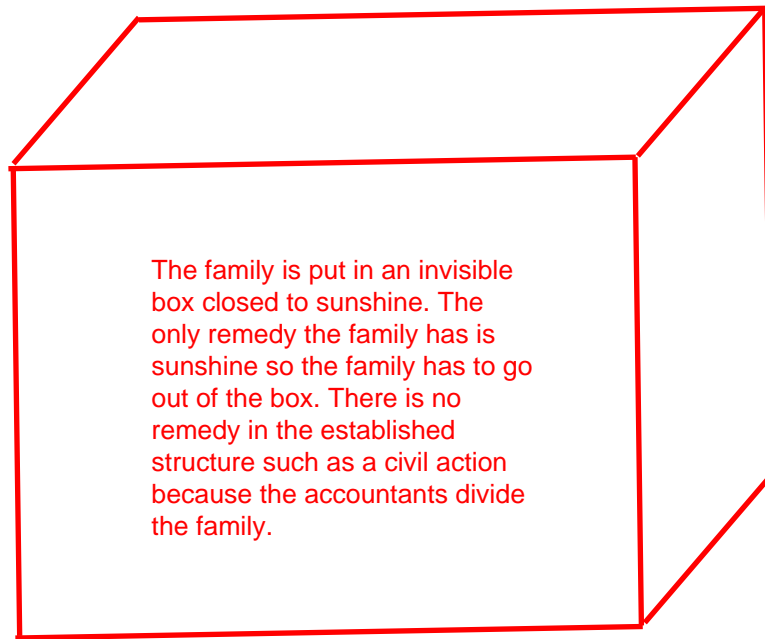 The family is put in an invisible
box closed to sunshine. The
only remedy the family has is
sunshine so the family has to go
out of the box. There is no
remedy in the established
structure such as a civil action
because the accountants divide
the family.